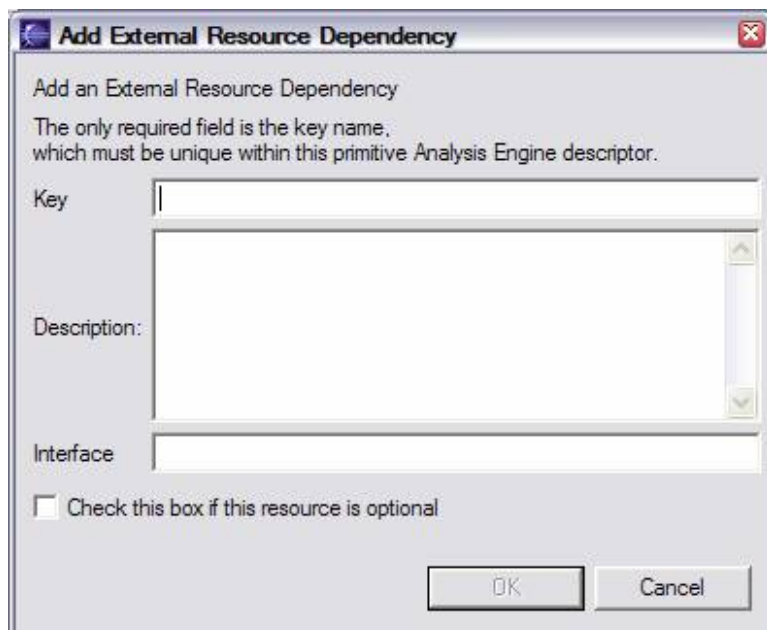 Add External Resource Dependency
Add an External Resource Dependency
The only required field is the key name,
which must be unique within this primitive Analysis Engine descriptor.
Key
Description:
Interface
Check this box if this resource is optional
OK Cancel